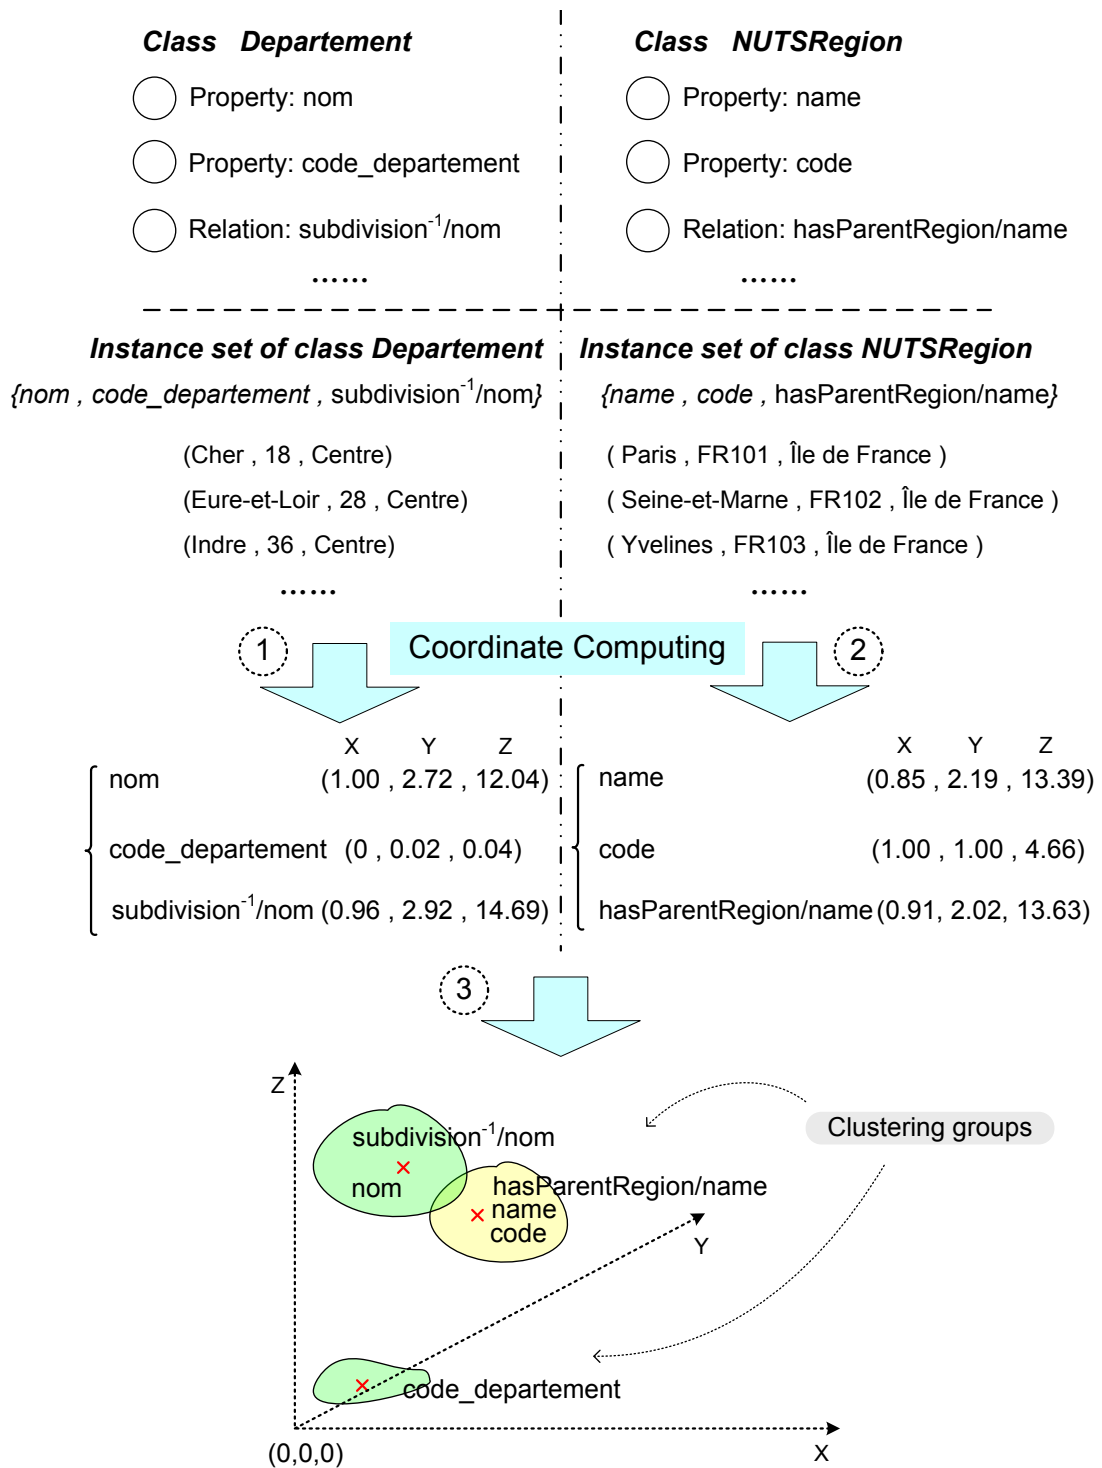 Class Departement
Property: nom
Property: code_departement
Relation: subdivision⁻¹/nom
......
Class NUTSRegion
Property: name
Property: code
Relation: hasParentRegion/name
......
Instance set of class Departement
{nom , code_departement , subdivision⁻¹/nom}
(Cher , 18 , Centre)
(Eure-et-Loir , 28 , Centre)
(Indre , 36 , Centre)
......
Instance set of class NUTSRegion
{name , code , hasParentRegion/name}
( Paris , FR101 , Île de France )
( Seine-et-Marne , FR102 , Île de France )
( Yvelines , FR103 , Île de France )
......
1
Coordinate Computing
2
X Y Z
nom (1.00 , 2.72 , 12.04)
code_departement (0 , 0.02 , 0.04)
subdivision⁻¹/nom (0.96 , 2.92 , 14.69)
X Y Z
name (0.85 , 2.19 , 13.39)
code (1.00 , 1.00 , 4.66)
hasParentRegion/name (0.91, 2.02, 13.63)
3
Z
subdivision⁻¹/nom
nom
hasParentRegion/name
name
code
Clustering groups
Y
code_departement
(0,0,0)
X